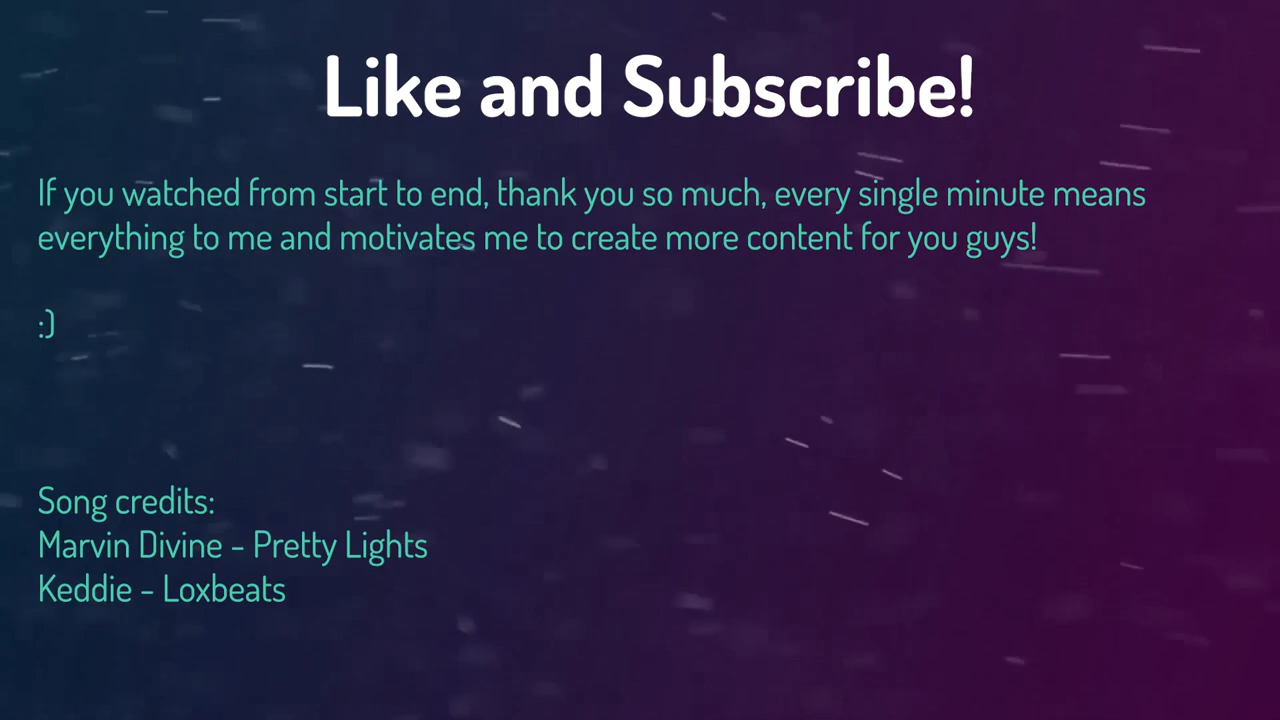 Like and Subscribe!
If you watched from start to end, thank you so much, every single minute means
everything to me and motivates me to create more content for you guys!
:)
Song credits:
Marvin Divine - Pretty Lights
Keddie - Loxbeats